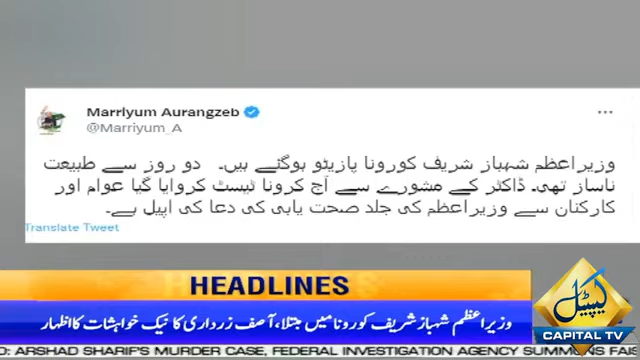 Marriyum Aurangzeb
@Marriyum_A
وزیراعظم شہباز شریف کورونا پازیٹو ہوگئے ہیں۔ دو روز سے طبیعت
ناساز تھی۔ ڈاکٹر کے مشورے سے آج کرونا ٹیسٹ کروایا گیا عوام اور
کارکنان سے وزیراعظم کی جلد صحت یابی کی دعا کی اپیل ہے۔
Translate Tweet
HEADLINES
وزیراعظم شہباز شریف کورونا میں مبتلا، آصف زرداری کا نیک خواہشات کا اظہار
کیپیٹل
CAPITAL TV
ARSHAD SHARIF'S MURDER CASE, FEDERAL INVESTIGATION AGENCY SUMMONS FAIS